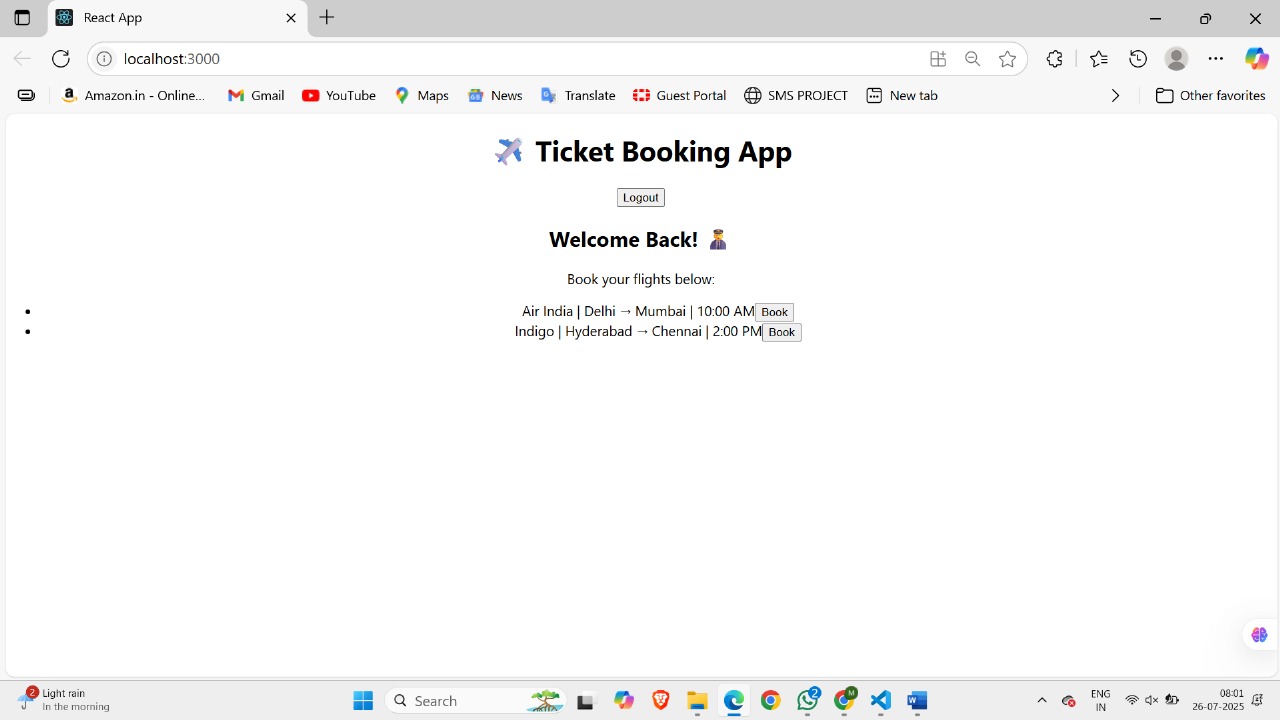 React App
localhost:3000
Amazon.in - Online... Gmail YouTube Maps News Translate Guest Portal SMS PROJECT New tab Other favorites
✈️ Ticket Booking App
Logout
Welcome Back! 🧑‍✈️
Book your flights below:
• Air India | Delhi → Mumbai | 10:00 AM Book
• Indigo | Hyderabad → Chennai | 2:00 PM Book
2 Light rain
In the morning
Search
2
M
ENG
IN
08:01
26-07-2025